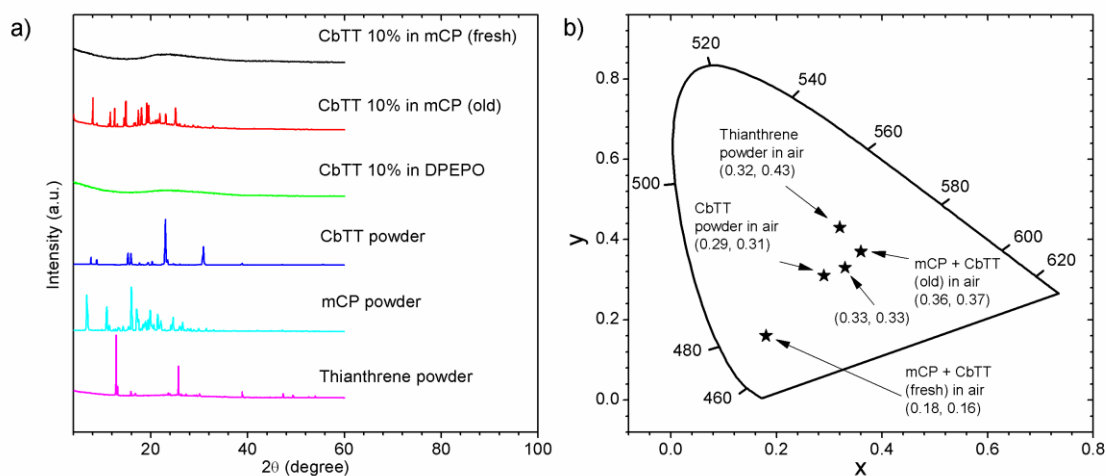 a)
CbTT 10% in mCP (fresh)
CbTT 10% in mCP (old)
CbTT 10% in DPEPO
CbTT powder
mCP powder
Thianthrene powder
Intensity (a.u.)
20 40 60 80 100
2θ (degree)
b)
520
540
560
580
600
620
500
480
460
Thianthrene
powder in air
(0.32, 0.43)
CbTT
powder in air
(0.29, 0.31)
mCP + CbTT
(old) in air
(0.36, 0.37)
(0.33, 0.33)
mCP + CbTT
(fresh) in air
(0.18, 0.16)
0.8
0.6
0.4
0.2
0.0
y
0.0 0.2 0.4 0.6 0.8
x